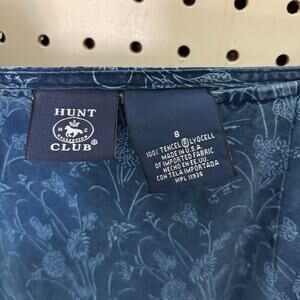 HUNT
H C
COLLECTION
CLUB®
8
100% TENCEL® LYOCELL
MADE IN U.S.A.
OF IMPORTED FABRIC
HECHO EN EE.UU.
CON TELA IMPORTADA
WPL 11935